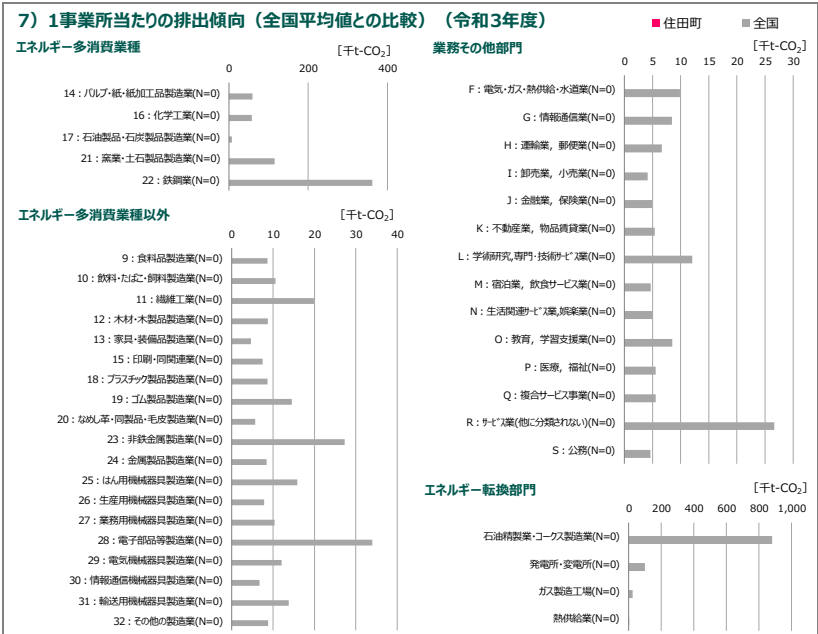 7）1事業所当たりの排出傾向（全国平均値との比較）（令和3年度）
■住田町 ■全国
エネルギー多消費業種
[千t-CO₂]
0 200 400
14：パルプ・紙・紙加工品製造業(N=0)
16：化学工業(N=0)
17：石油製品・石炭製品製造業(N=0)
21：窯業・土石製品製造業(N=0)
22：鉄鋼業(N=0)
エネルギー多消費業種以外
[千t-CO₂]
0 10 20 30 40
9：食料品製造業(N=0)
10：飲料・たばこ・飼料製造業(N=0)
11：繊維工業(N=0)
12：木材・木製品製造業(N=0)
13：家具・装備品製造業(N=0)
15：印刷・同関連業(N=0)
18：プラスチック製品製造業(N=0)
19：ゴム製品製造業(N=0)
20：なめし革・同製品・毛皮製造業(N=0)
23：非鉄金属製造業(N=0)
24：金属製品製造業(N=0)
25：はん用機械器具製造業(N=0)
26：生産用機械器具製造業(N=0)
27：業務用機械器具製造業(N=0)
28：電子部品等製造業(N=0)
29：電気機械器具製造業(N=0)
30：情報通信機械器具製造業(N=0)
31：輸送用機械器具製造業(N=0)
32：その他の製造業(N=0)
業務その他部門
[千t-CO₂]
0 5 10 15 20 25 30
F：電気・ガス・熱供給・水道業(N=0)
G：情報通信業(N=0)
H：運輸業，郵便業(N=0)
I：卸売業，小売業(N=0)
J：金融業，保険業(N=0)
K：不動産業，物品賃貸業(N=0)
L：学術研究,専門・技術ｻｰﾋﾞｽ業(N=0)
M：宿泊業，飲食サービス業(N=0)
N：生活関連ｻｰﾋﾞｽ業,娯楽業(N=0)
O：教育，学習支援業(N=0)
P：医療，福祉(N=0)
Q：複合サービス事業(N=0)
R：ｻｰﾋﾞｽ業(他に分類されない)(N=0)
S：公務(N=0)
エネルギー転換部門
[千t-CO₂]
0 200 400 600 800 1,000
石油精製業・コークス製造業(N=0)
発電所・変電所(N=0)
ガス製造工場(N=0)
熱供給業(N=0)